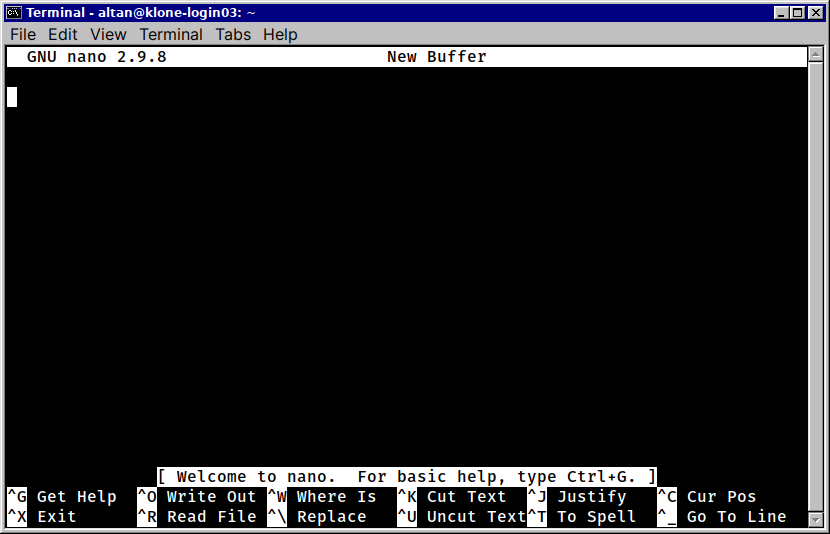 Terminal - altan@klone-login03: ~
File Edit View Terminal Tabs Help
GNU nano 2.9.8 New Buffer
[ Welcome to nano.  For basic help, type Ctrl+G. ]
^G Get Help ^O Write Out ^W Where Is ^K Cut Text ^J Justify ^C Cur Pos
^X Exit ^R Read File ^\ Replace ^U Uncut Text ^T To Spell ^_ Go To Line